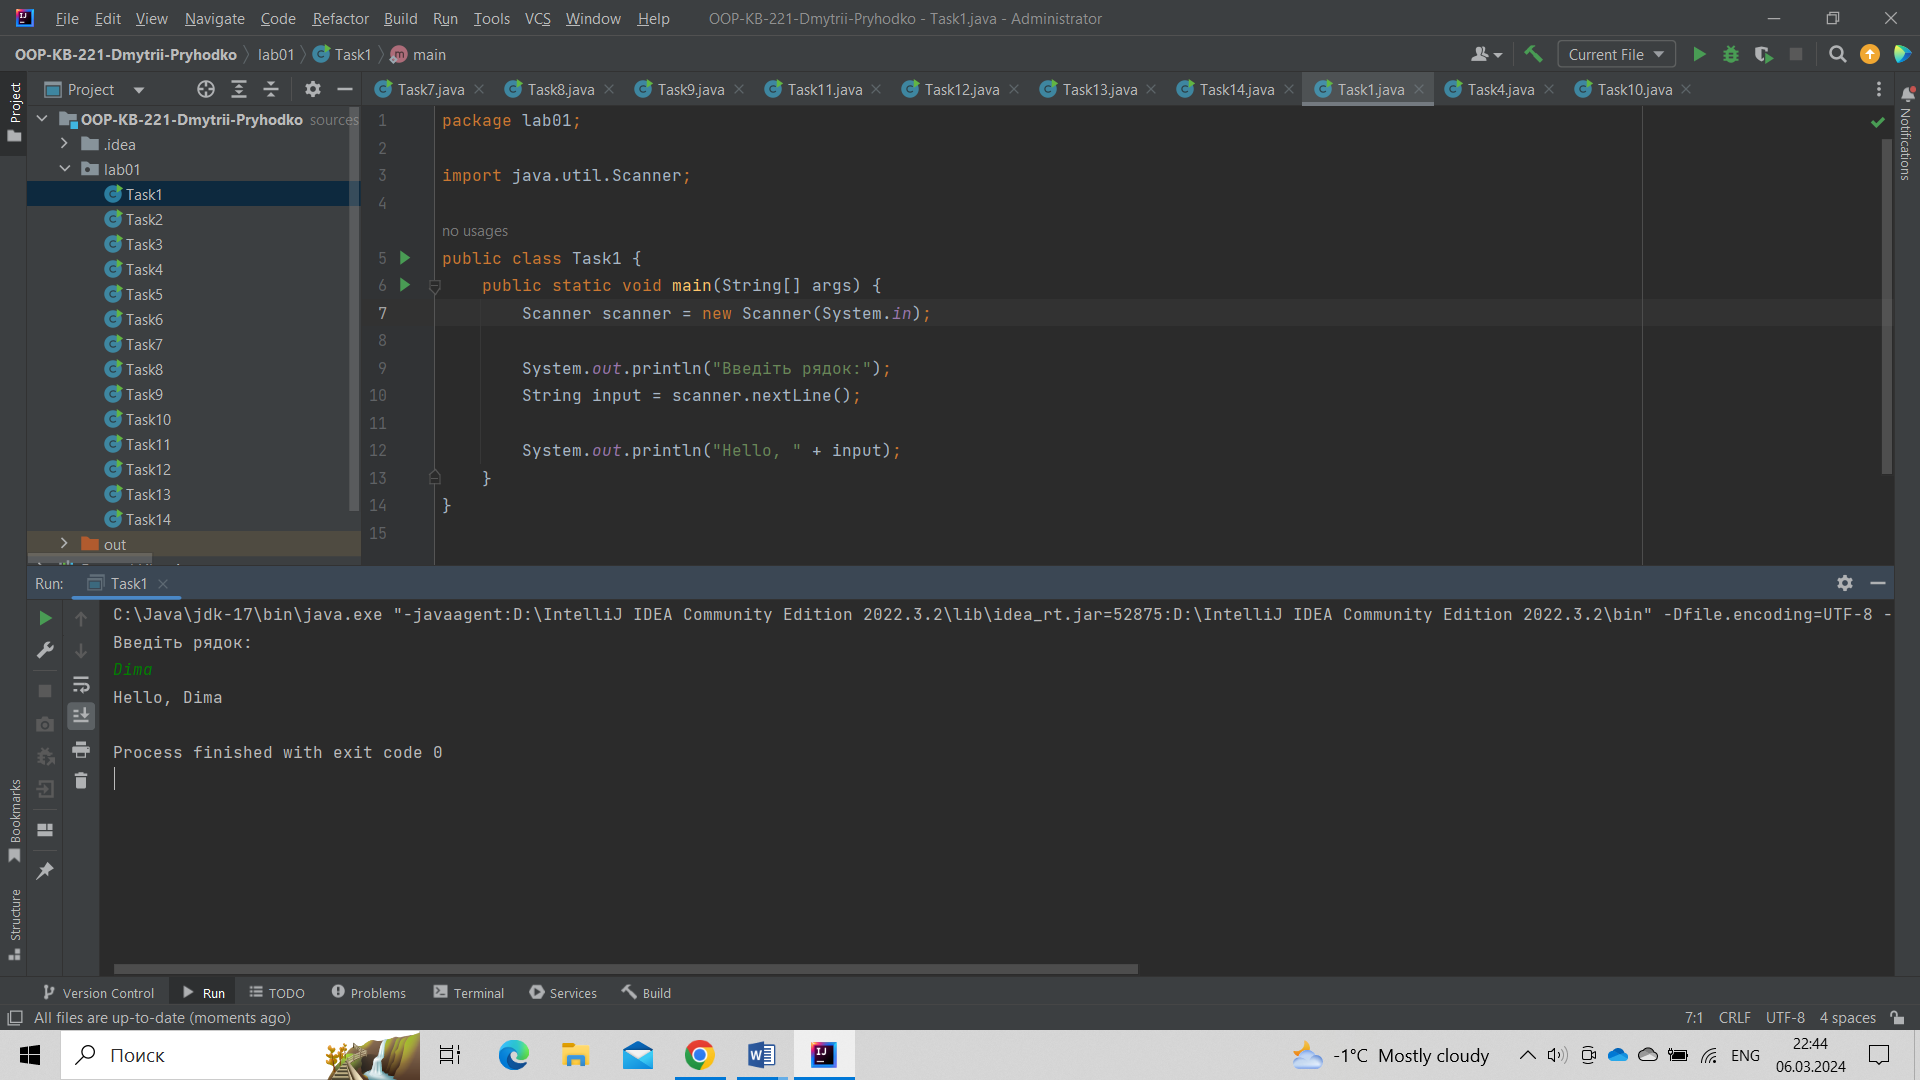 File Edit View Navigate Code Refactor Build Run Tools VCS Window Help OOP-KB-221-Dmytrii-Pryhodko - Task1.java - Administrator
OOP-KB-221-Dmytrii-Pryhodko lab01 Task1 main Current File
Project Task7.java Task8.java Task9.java Task11.java Task12.java Task13.java Task14.java Task1.java Task4.java Task10.java
Project
OOP-KB-221-Dmytrii-Pryhodko sources
.idea
lab01
Task1
Task2
Task3
Task4
Task5
Task6
Task7
Task8
Task9
Task10
Task11
Task12
Task13
Task14
out
1 package lab01;
2
3 import java.util.Scanner;
4
no usages
5 public class Task1 {
6 public static void main(String[] args) {
7 Scanner scanner = new Scanner(System.in);
8
9 System.out.println("Введіть рядок:");
10 String input = scanner.nextLine();
11
12 System.out.println("Hello, " + input);
13 }
14 }
15
Notifications
Run: Task1
C:\Java\jdk-17\bin\java.exe "-javaagent:D:\IntelliJ IDEA Community Edition 2022.3.2\lib\idea_rt.jar=52875:D:\IntelliJ IDEA Community Edition 2022.3.2\bin" -Dfile.encoding=UTF-8 -
Введіть рядок:
Dima
Hello, Dima
Process finished with exit code 0
Bookmarks
Structure
Version Control Run TODO Problems Terminal Services Build
All files are up-to-date (moments ago) 7:1 CRLF UTF-8 4 spaces
Поиск -1°C Mostly cloudy ENG 22:44
06.03.2024